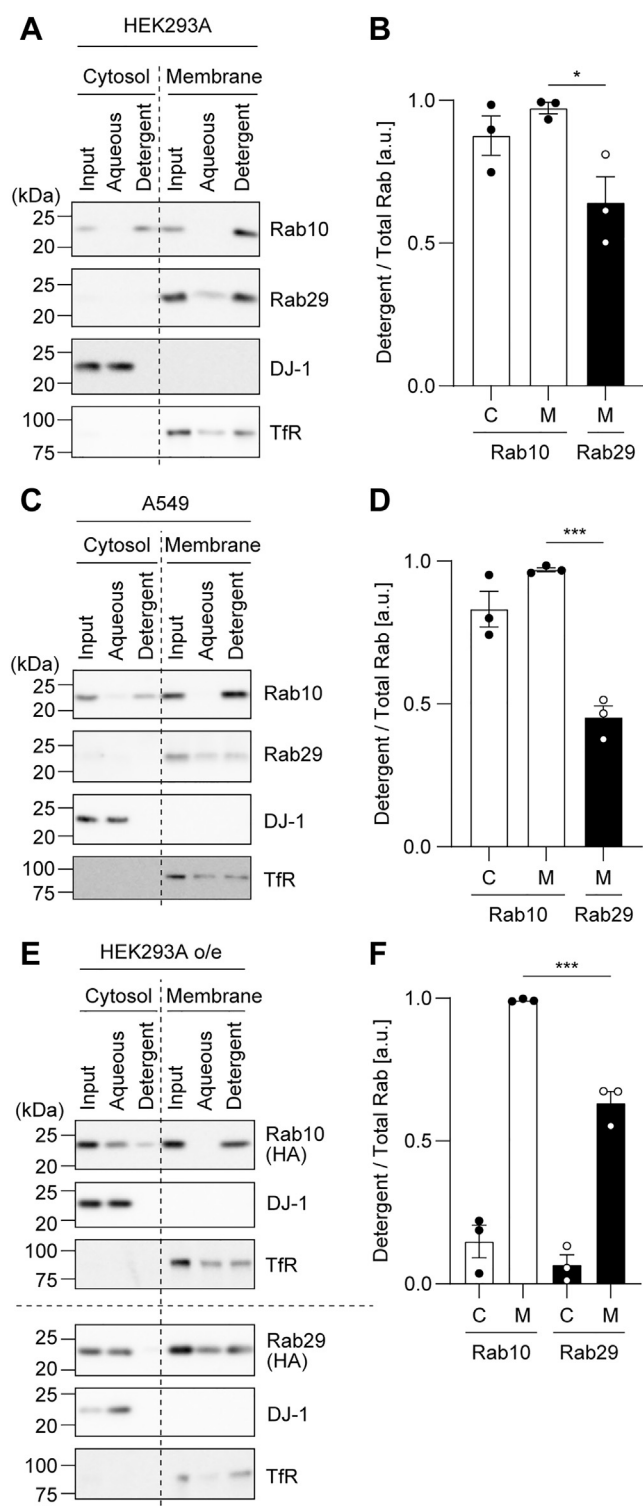 A
HEK293A
Cytosol Membrane
Input Aqueous Detergent Input Aqueous Detergent
(kDa)
25
20
Rab10
25
20
Rab29
25
20
DJ-1
100
75
TfR
B
*
Detergent / Total Rab [a.u.]
1.0
0.5
0.0
C M M
Rab10 Rab29
C
A549
Cytosol Membrane
Input Aqueous Detergent Input Aqueous Detergent
(kDa)
25
20
Rab10
25
20
Rab29
25
20
DJ-1
100
75
TfR
D
***
Detergent / Total Rab [a.u.]
1.0
0.5
0.0
C M M
Rab10 Rab29
E
HEK293A o/e
Cytosol Membrane
Input Aqueous Detergent Input Aqueous Detergent
(kDa)
25
20
Rab10
(HA)
25
20
DJ-1
100
75
TfR
25
20
Rab29
(HA)
25
20
DJ-1
100
75
TfR
F
***
Detergent / Total Rab [a.u.]
1.0
0.5
0.0
C M C M
Rab10 Rab29